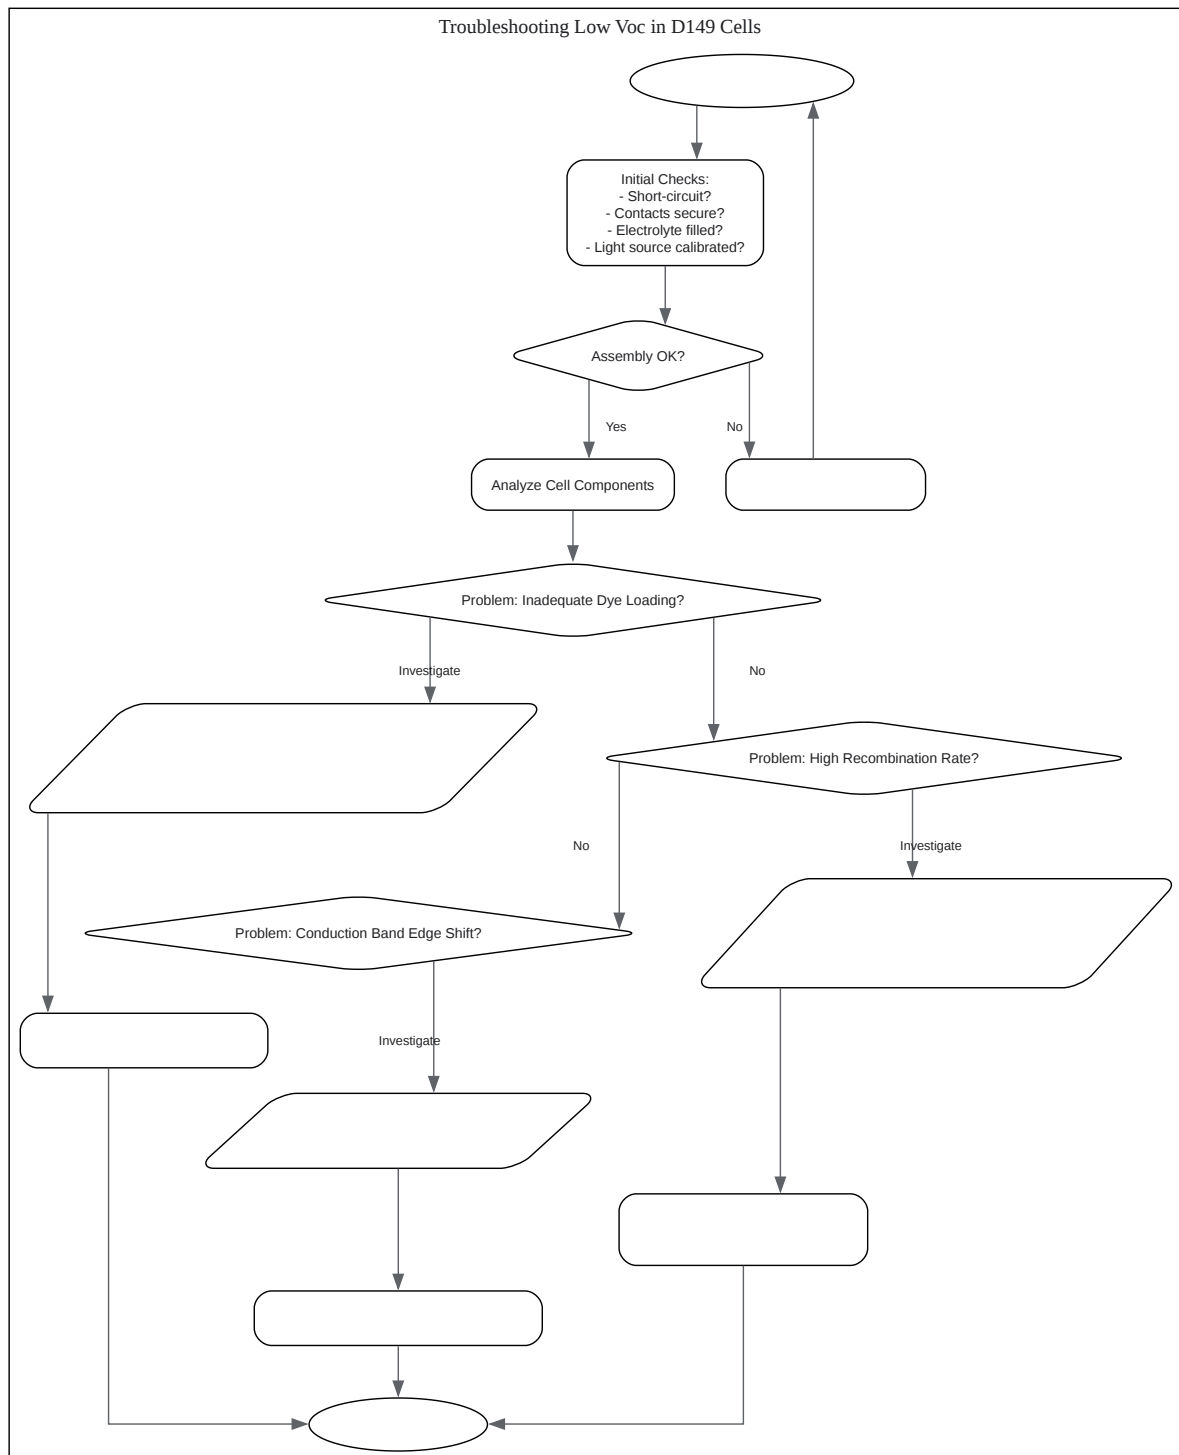 Troubleshooting Low Voc in D149 Cells
Initial Checks:
- Short-circuit?
- Contacts secure?
- Electrolyte filled?
- Light source calibrated?
Assembly OK?
Yes
No
Analyze Cell Components
Problem: Inadequate Dye Loading?
Investigate
No
Problem: High Recombination Rate?
No
Investigate
Problem: Conduction Band Edge Shift?
Investigate